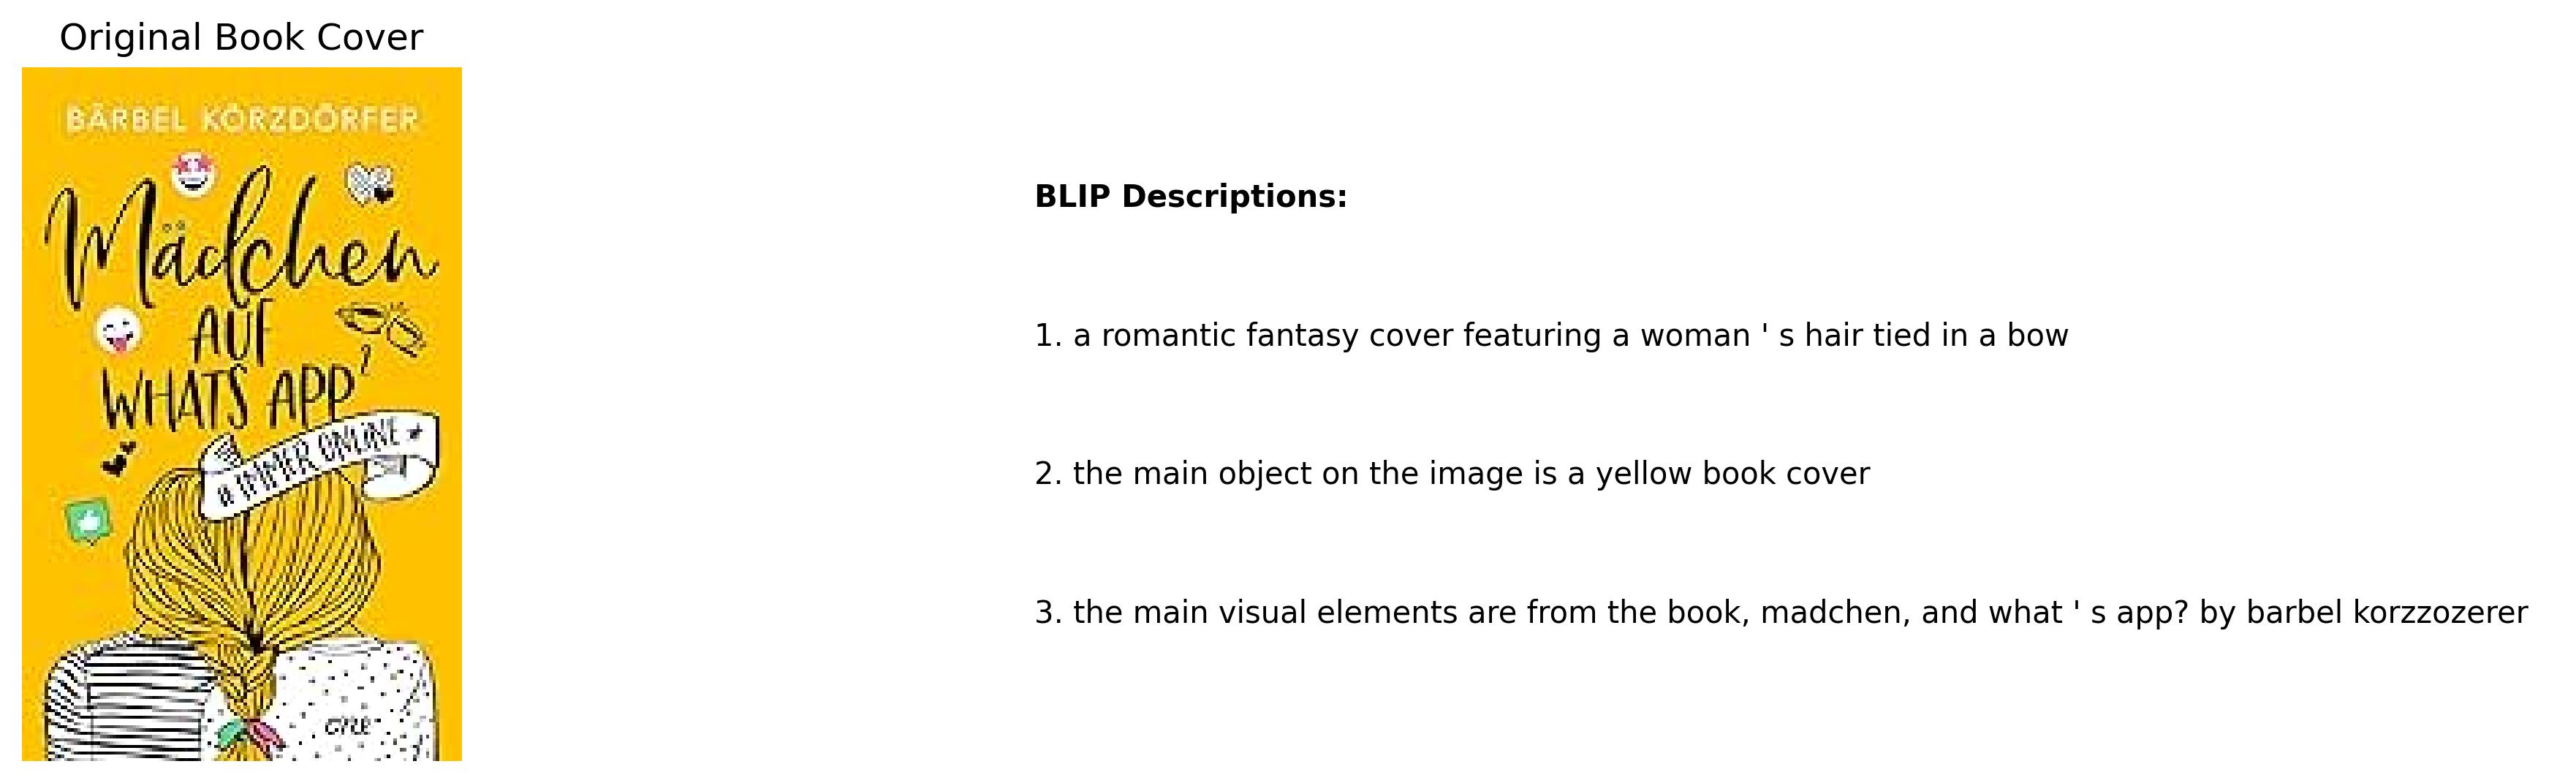 Original Book Cover
BÄRBEL KÖRZDÖRFER
Mädchen
AUF
WHATS APP
IMMER ONLINE
one
BLIP Descriptions:
1. a romantic fantasy cover featuring a woman ' s hair tied in a bow
2. the main object on the image is a yellow book cover
3. the main visual elements are from the book, madchen, and what ' s app? by barbel korzzozerer